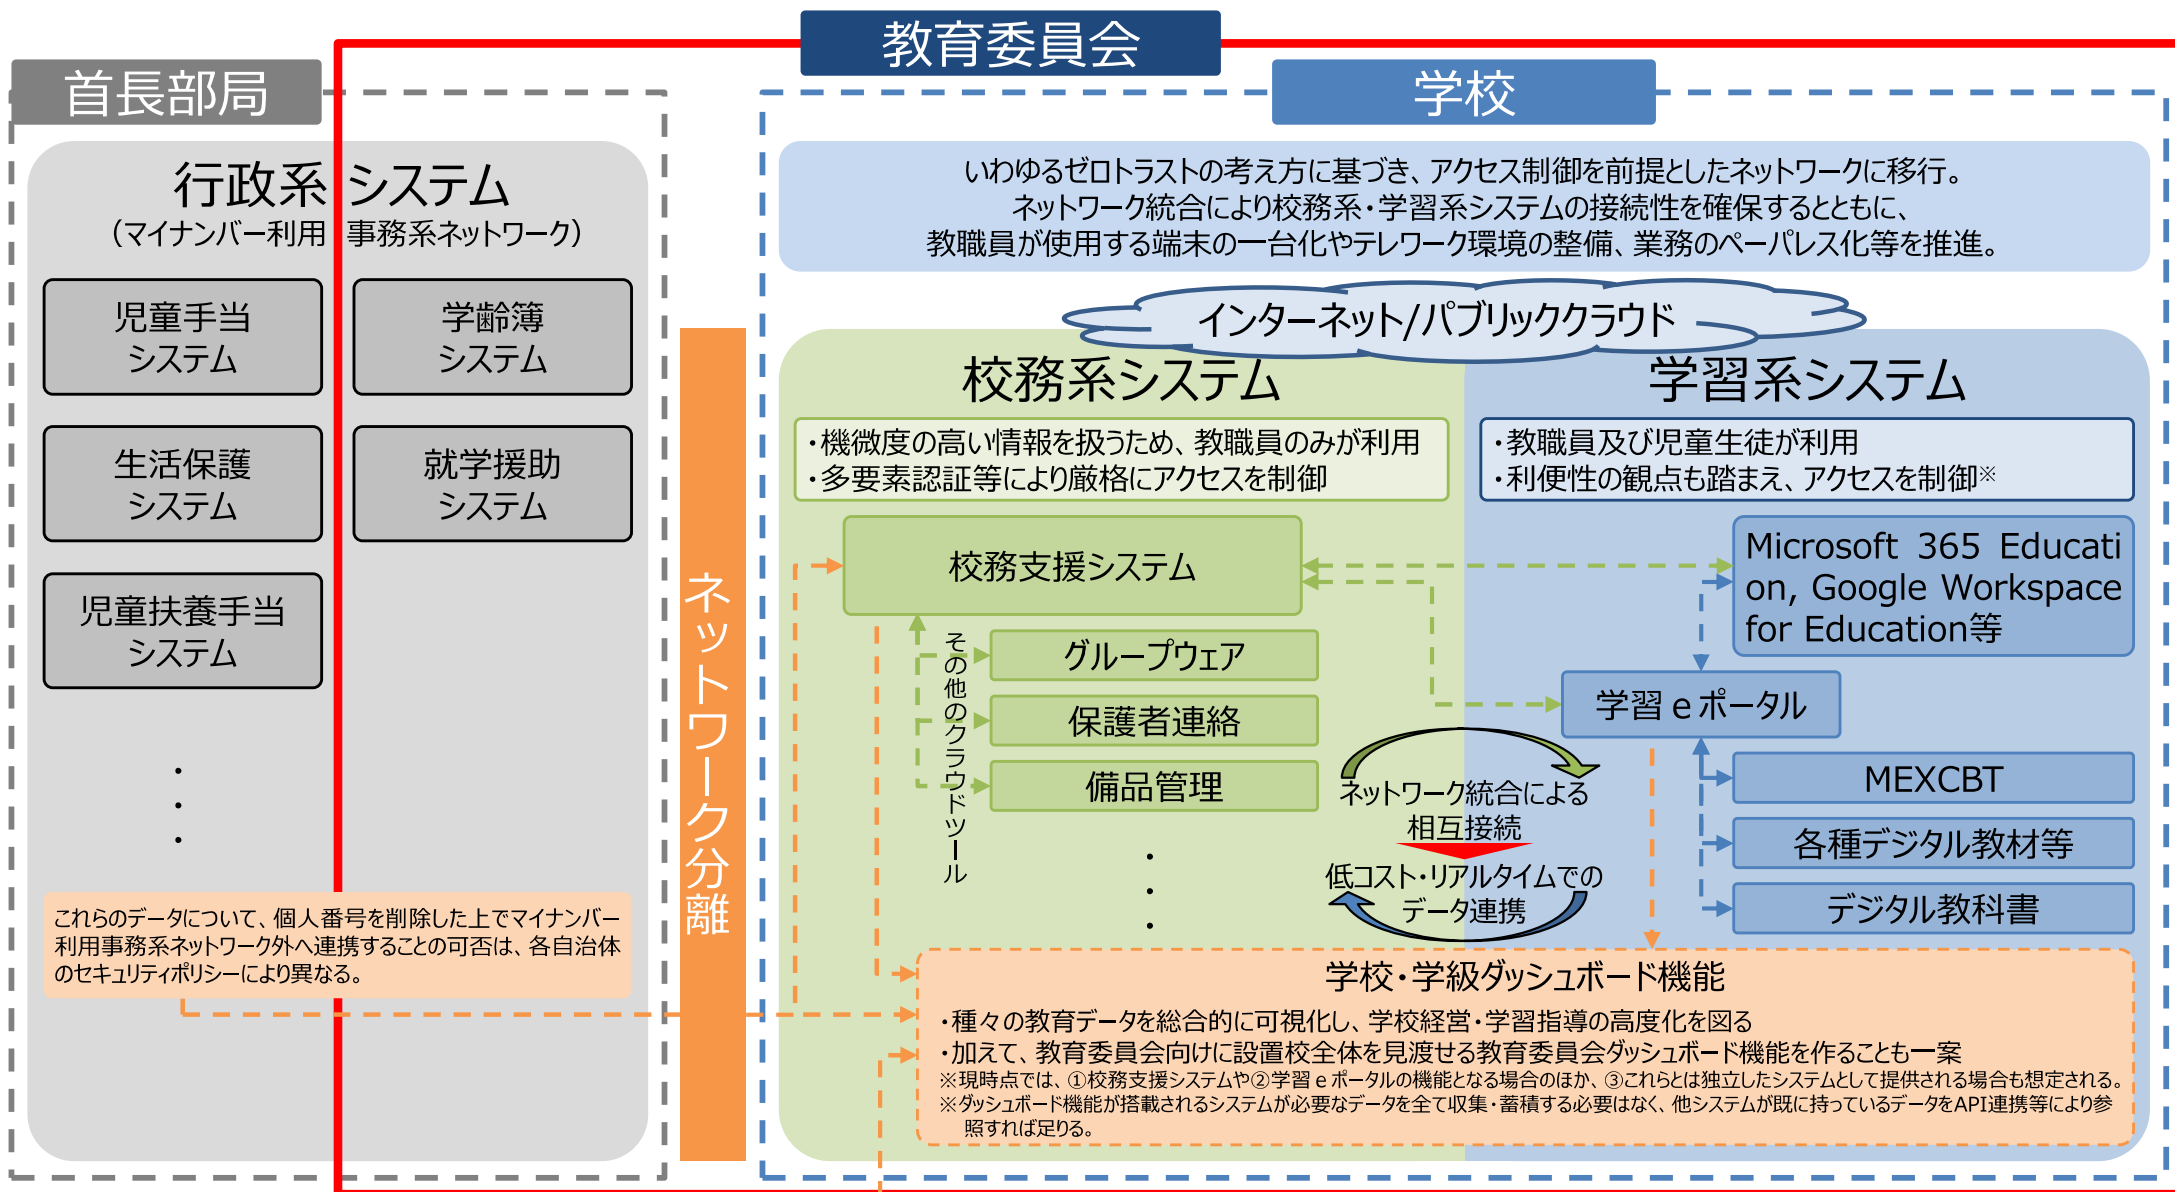 教育委員会
首長部局
学校
行政系システム
（マイナンバー利用事務系ネットワーク）
児童手当
システム
学齢簿
システム
生活保護
システム
就学援助
システム
児童扶養手当
システム
・
・
・
これらのデータについて、個人番号を削除した上でマイナンバー
利用事務系ネットワーク外へ連携することの可否は、各自治体
のセキュリティポリシーにより異なる。
ネットワーク分離
いわゆるゼロトラストの考え方に基づき、アクセス制御を前提としたネットワークに移行。
ネットワーク統合により校務系・学習系システムの接続性を確保するとともに、
教職員が使用する端末の一台化やテレワーク環境の整備、業務のペーパレス化等を推進。
インターネット/パブリッククラウド
校務系システム
・機微度の高い情報を扱うため、教職員のみが利用
・多要素認証等により厳格にアクセスを制御
校務支援システム
その他のクラウドツール
グループウェア
保護者連絡
備品管理
・
・
・
学習系システム
・教職員及び児童生徒が利用
・利便性の観点も踏まえ、アクセスを制御※
Microsoft 365 Educati
on, Google Workspace
for Education等
学習ｅポータル
MEXCBT
各種デジタル教材等
デジタル教科書
ネットワーク統合による
相互接続
低コスト・リアルタイムでの
データ連携
学校・学級ダッシュボード機能
・種々の教育データを総合的に可視化し、学校経営・学習指導の高度化を図る
・加えて、教育委員会向けに設置校全体を見渡せる教育委員会ダッシュボード機能を作ることも一案
※現時点では、①校務支援システムや②学習ｅポータルの機能となる場合のほか、③これらとは独立したシステムとして提供される場合も想定される。
※ダッシュボード機能が搭載されるシステムが必要なデータを全て収集・蓄積する必要はなく、他システムが既に持っているデータをAPI連携等により参
照すれば足りる。